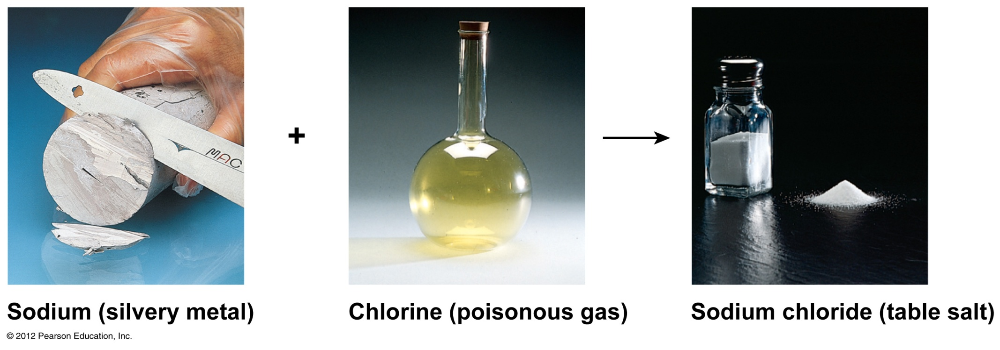 MAC
+
Sodium (silvery metal)
Chlorine (poisonous gas)
Sodium chloride (table salt)
© 2012 Pearson Education, Inc.